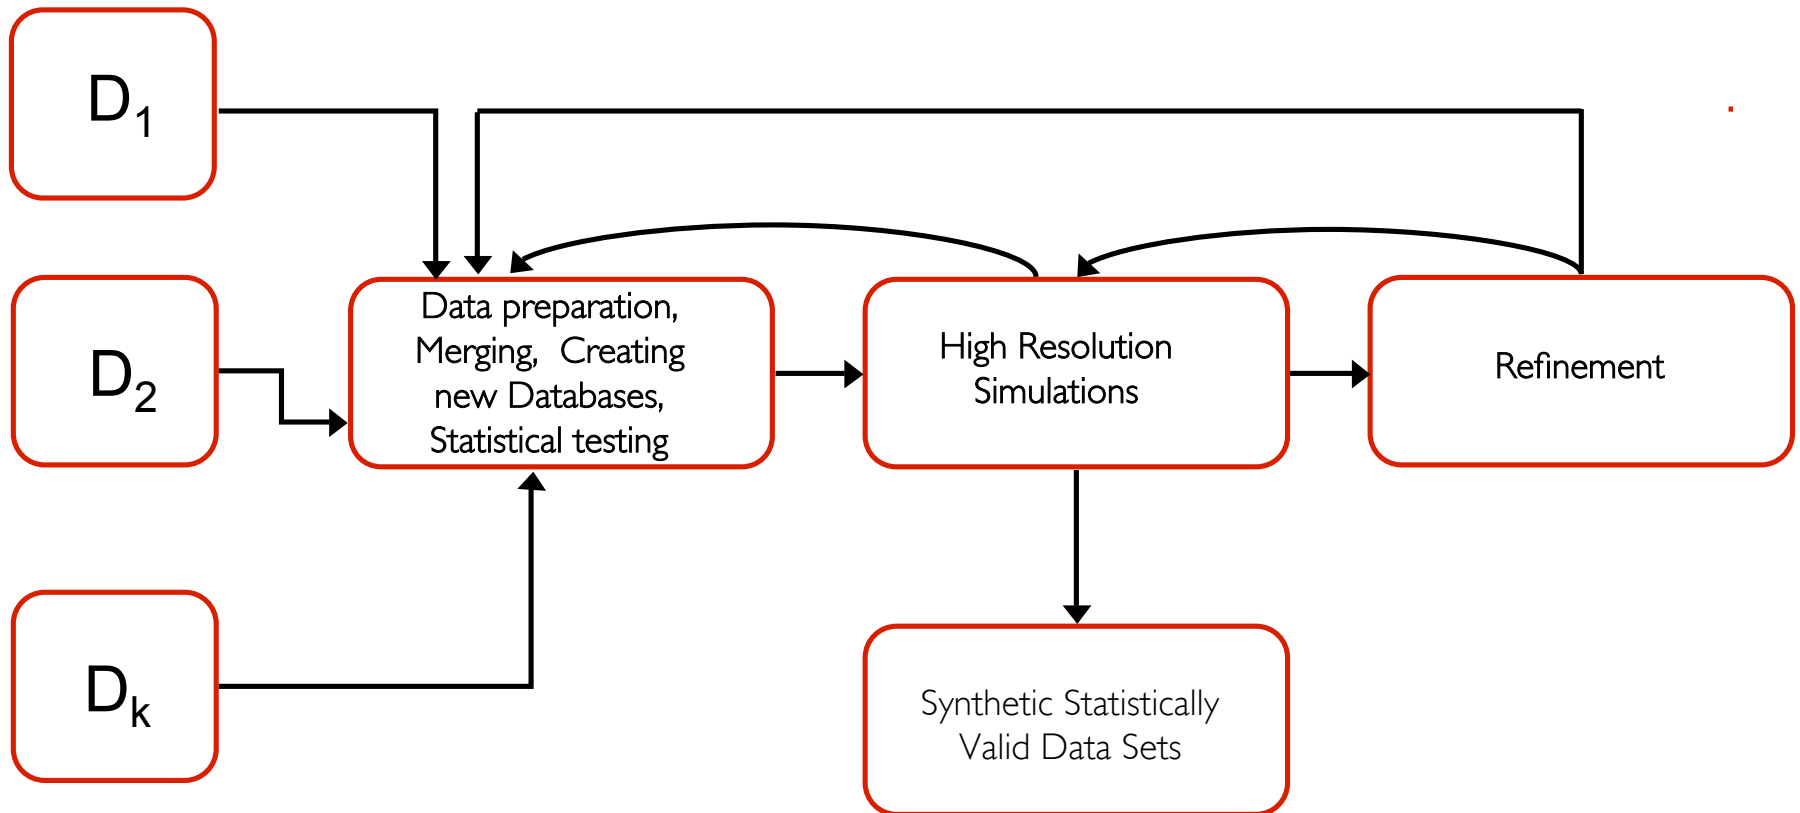 D1
D2
Dk
Data preparation,
Merging, Creating
new Databases,
Statistical testing
High Resolution
Simulations
Refinement
Synthetic Statistically
Valid Data Sets